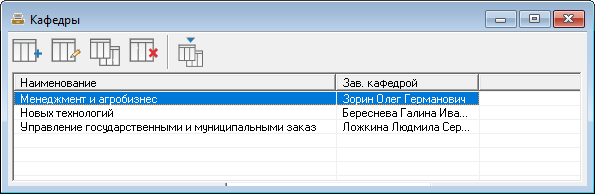 Кафедры
Наименование Зав. кафедрой
Менеджмент и агробизнес Зорин Олег Германович
Новых технологий Береснева Галина Ива...
Управление государственными и муниципальными заказ Ложкина Людмила Сер...